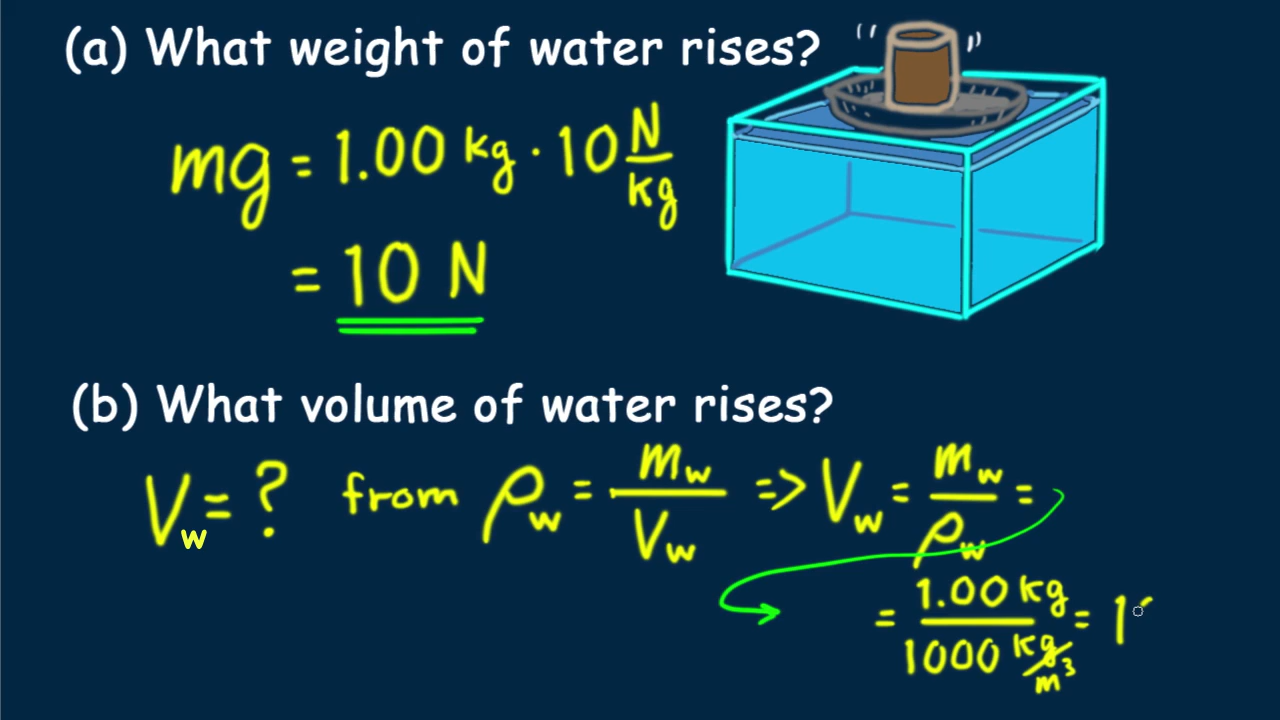 (a) What weight of water rises?
mg = 1.00 kg · 10 N/kg
= 10 N
(b) What volume of water rises?
Vw = ? from ρw = mw/Vw => Vw = mw/ρw =
= 1.00 kg / 1000 kg/m³ = 1